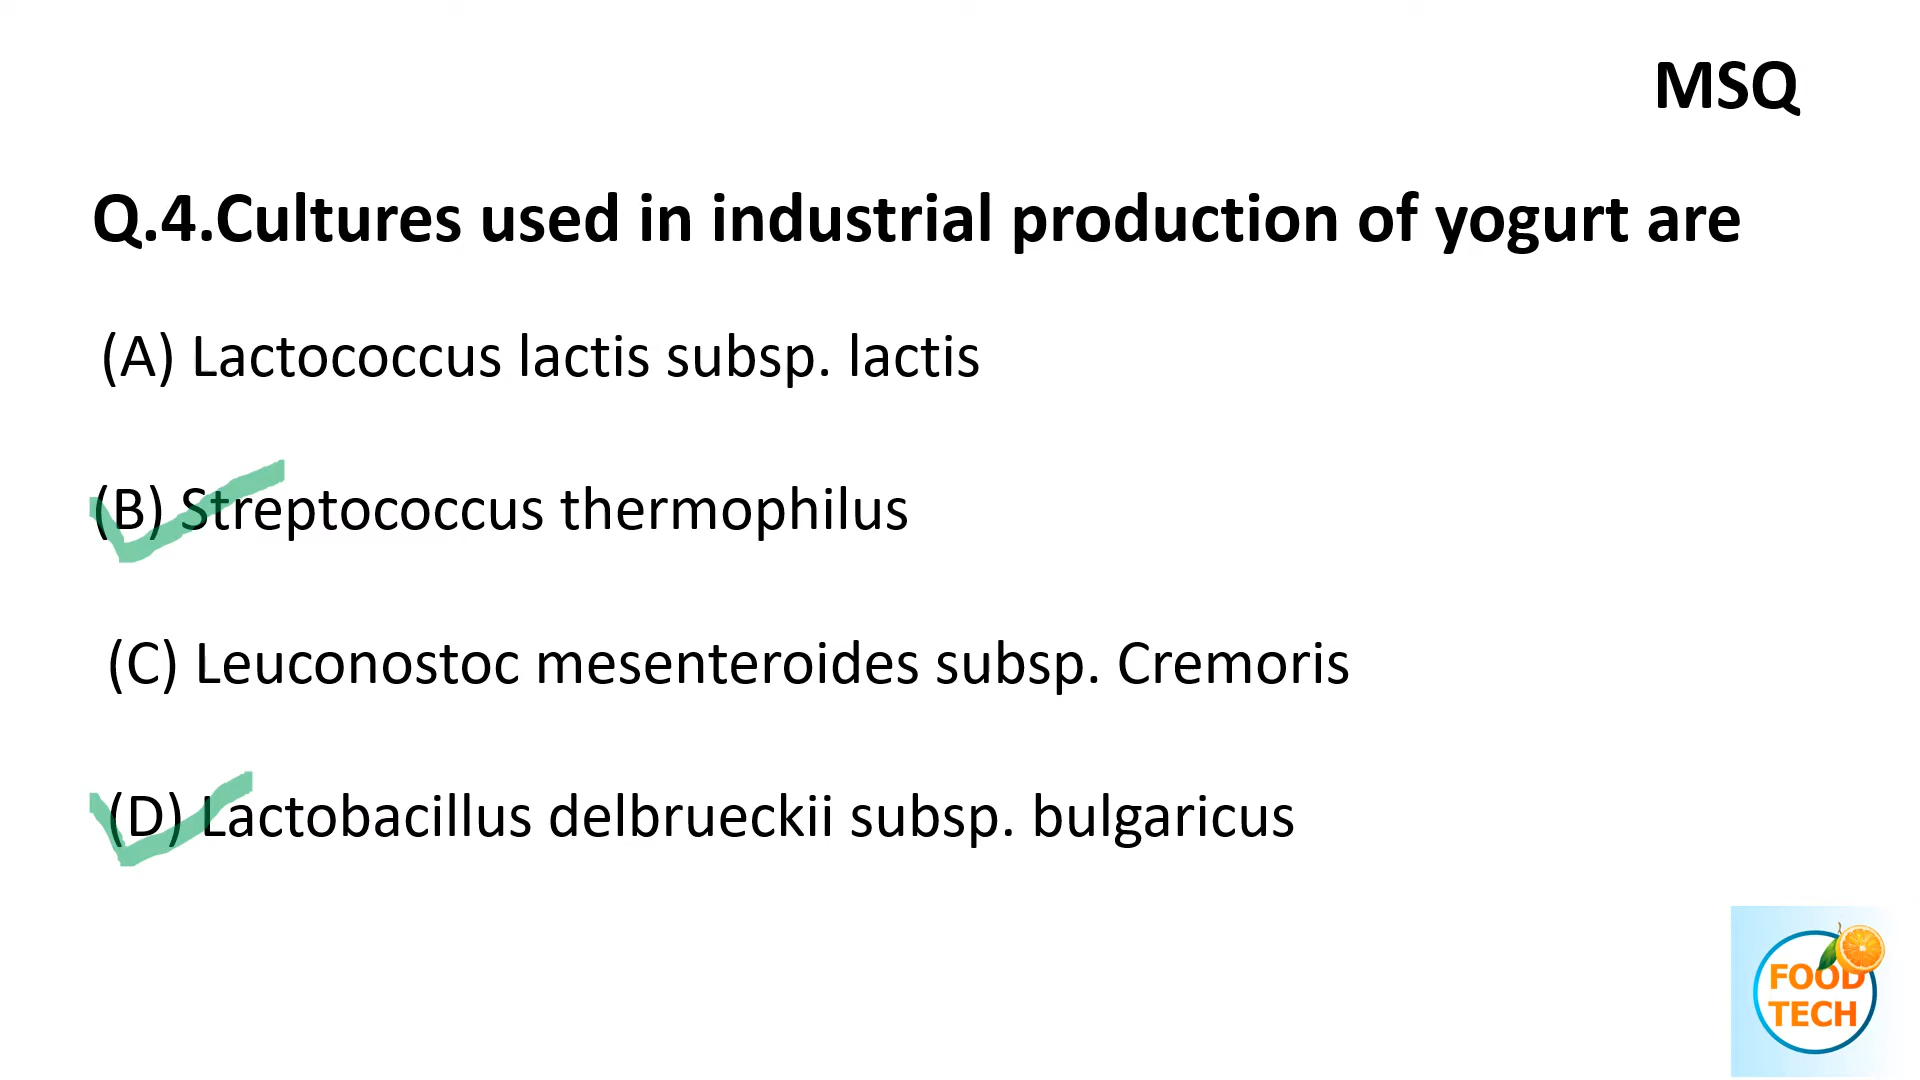 MSQ
Q.4.Cultures used in industrial production of yogurt are
(A) Lactococcus lactis subsp. lactis
(B) Streptococcus thermophilus
(C) Leuconostoc mesenteroides subsp. Cremoris
(D) Lactobacillus delbrueckii subsp. bulgaricus
FOOD
TECH